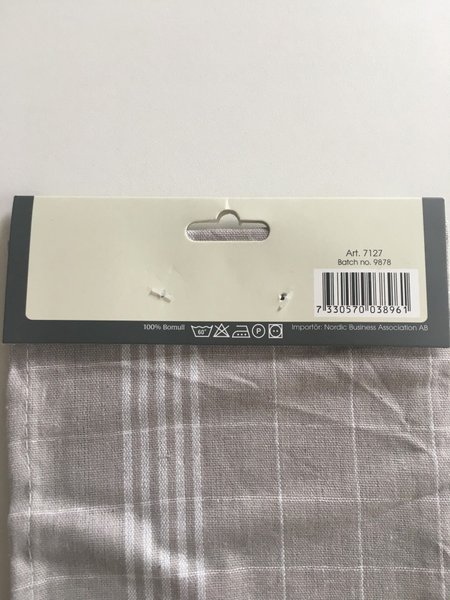 Art. 7127
Batch no. 9878
7 330570 038961
100% Bomull 60° P Importör: Nordic Business Association AB